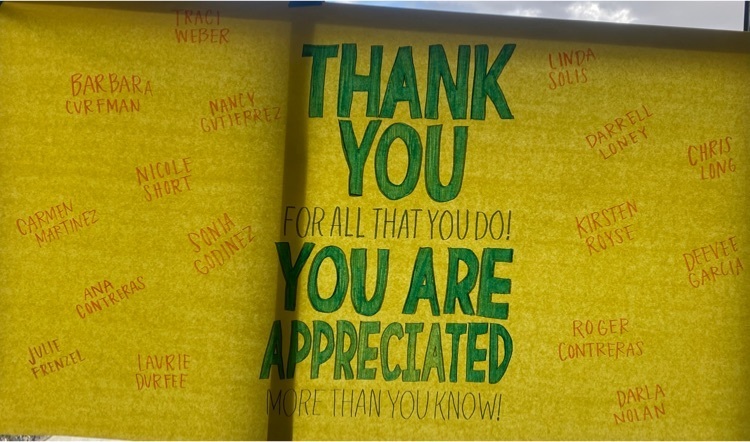 TRACI
WEBER
BARBARA
CURFMAN
NANCY
GUTIERREZ
NICOLE
SHORT
CARMEN
MARTINEZ
SONIA
GODINEZ
ANA
CONTRERAS
JULIE
FRENZEL
LAURIE
DURFEE
THANK
YOU
FOR ALL THAT YOU DO!
YOU ARE
APPRECIATED
MORE THAN YOU KNOW!
LINDA
SOLIS
DARRELL
LONEY
CHRIS
LONG
KIRSTEN
ROYSE
DEEVEE
GARCIA
ROGER
CONTRERAS
DARLA
NOLAN